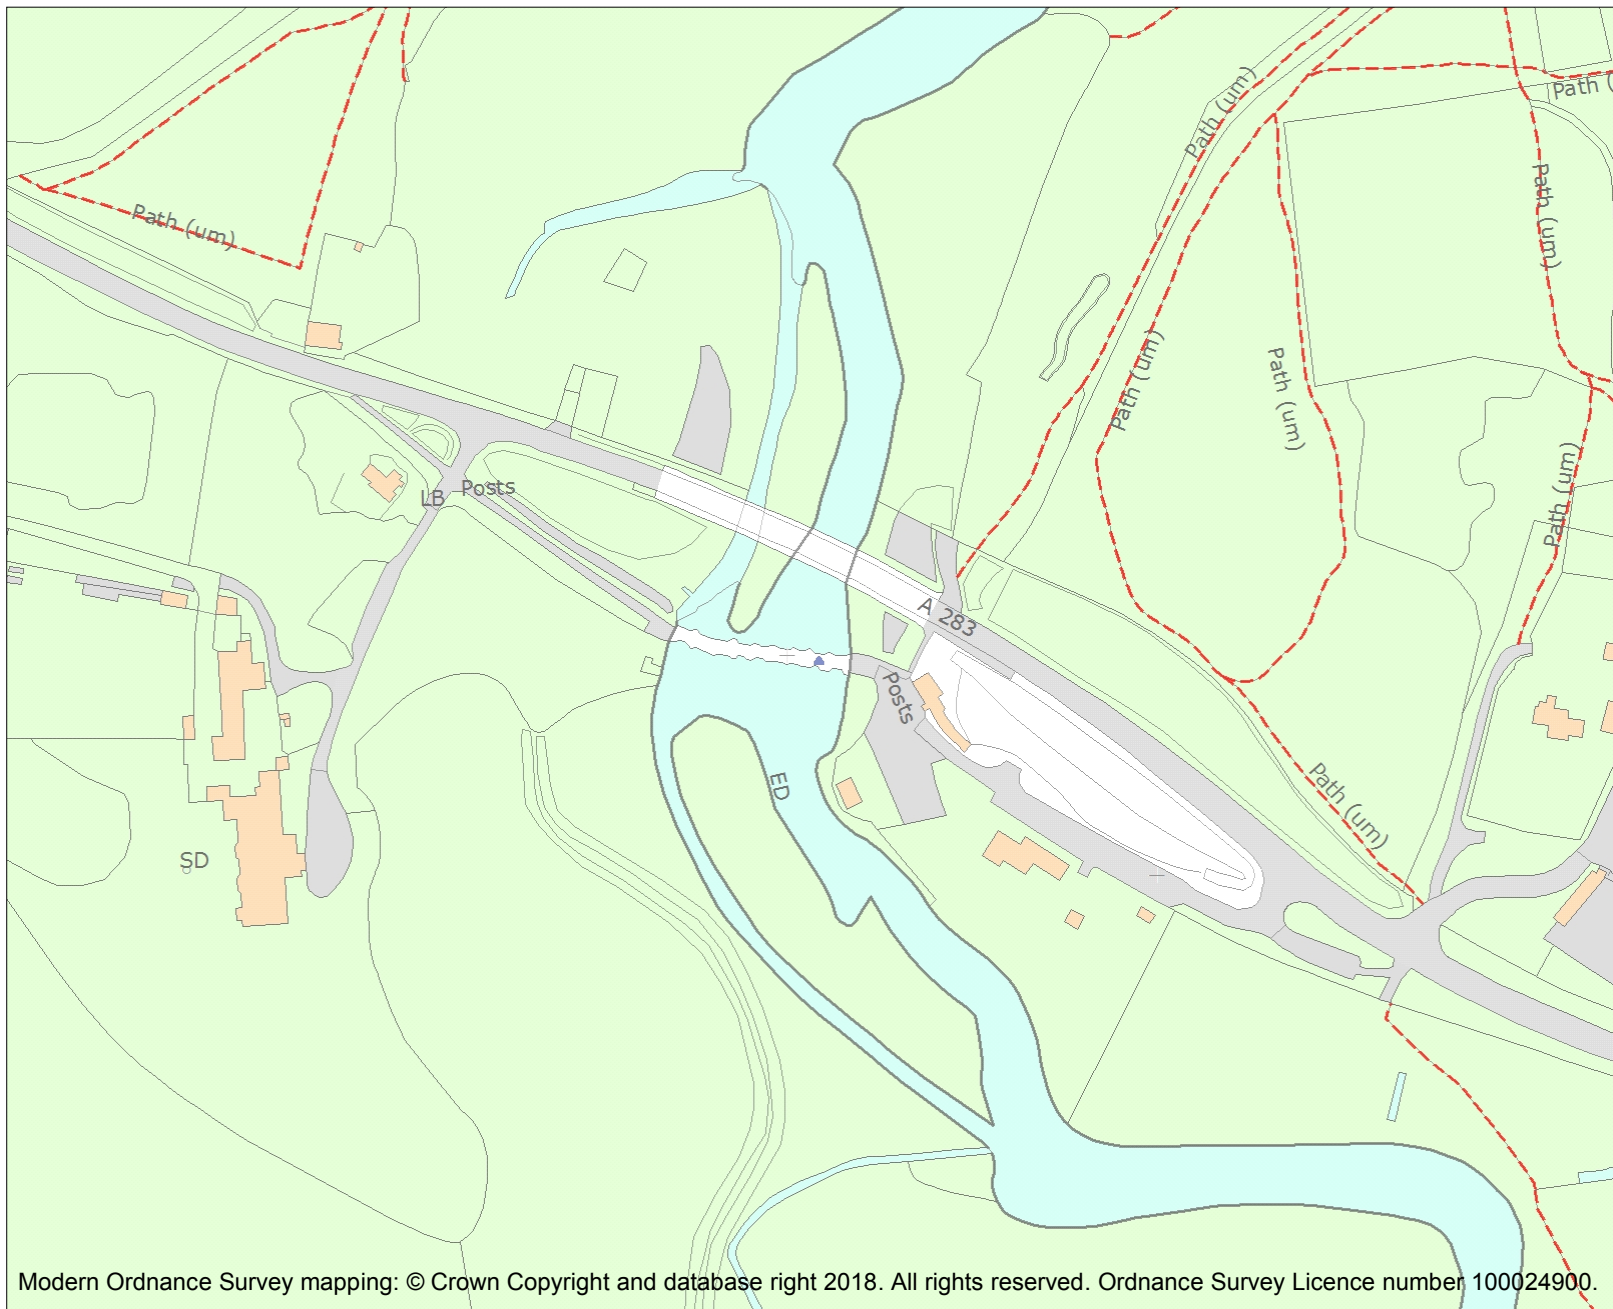 Path (um)
Path (
Path (um)
Path (um)
Path (um)
Path (um)
Path (um)
LB
Posts
A 283
Posts
Path (um)
ED
SD
Modern Ordnance Survey mapping: © Crown Copyright and database right 2018. All rights reserved. Ordnance Survey Licence number 100024900.